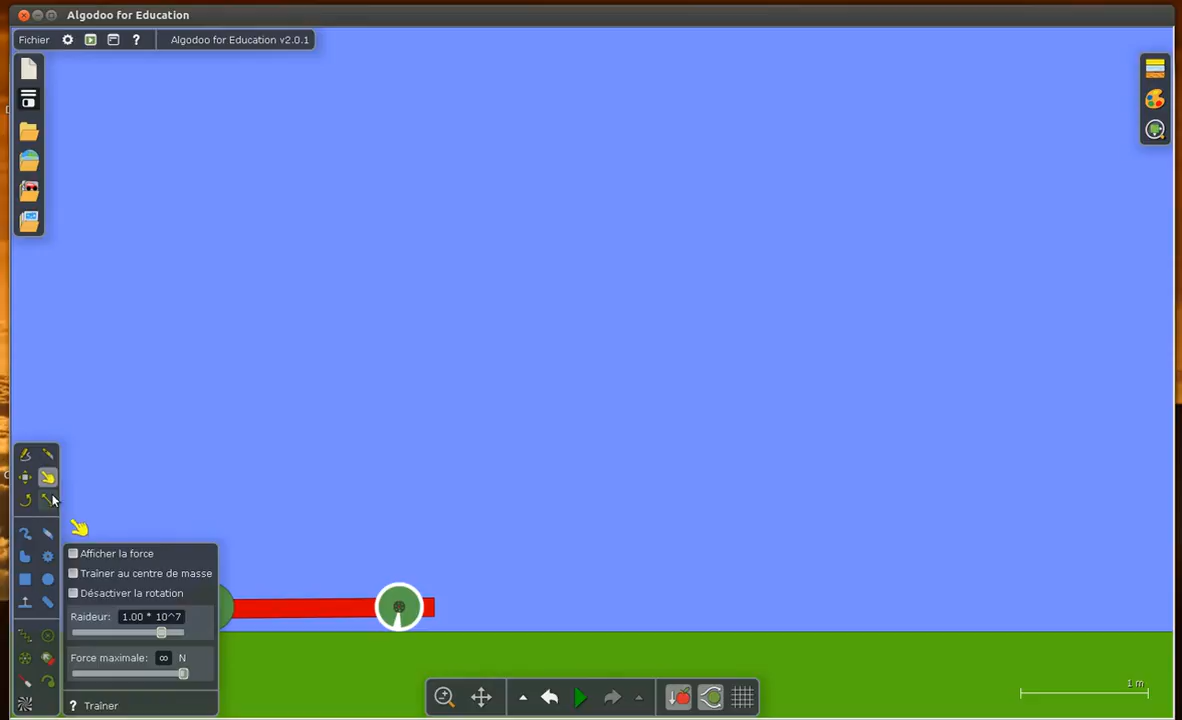 Algodoo for Education
Fichier ? Algodoo for Education v2.0.1
Afficher la force
Traîner au centre de masse
Désactiver la rotation
Raideur: 1.00 * 10^7
Force maximale: ∞ N
? Traîner
1 m